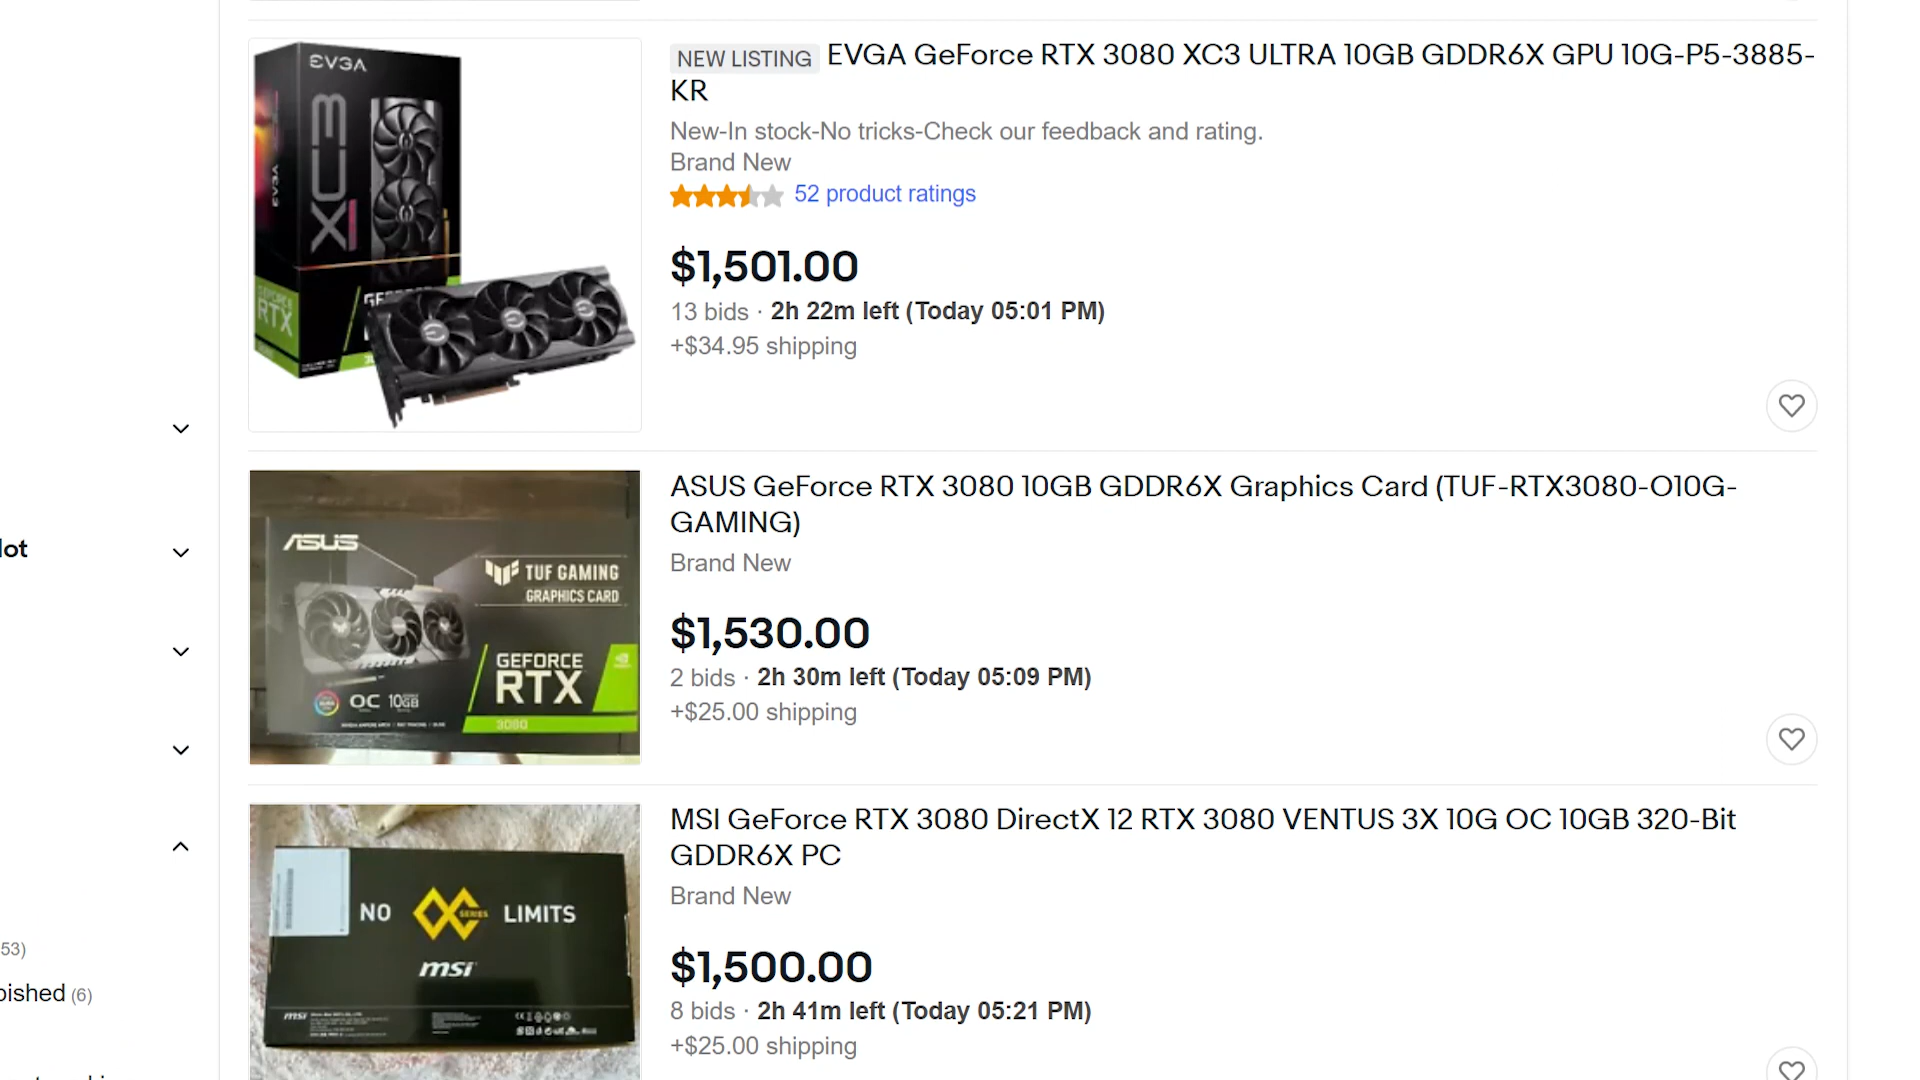 NEW LISTING EVGA GeForce RTX 3080 XC3 ULTRA 10GB GDDR6X GPU 10G-P5-3885-
KR
New-In stock-No tricks-Check our feedback and rating.
Brand New
52 product ratings
$1,501.00
13 bids · 2h 22m left (Today 05:01 PM)
+$34.95 shipping
EVGA
XC3
EVGA
GEFORCE
RTX
ASUS GeForce RTX 3080 10GB GDDR6X Graphics Card (TUF-RTX3080-O10G-
GAMING)
Brand New
$1,530.00
2 bids · 2h 30m left (Today 05:09 PM)
+$25.00 shipping
ASUS
TUF GAMING
GRAPHICS CARD
GEFORCE
RTX
3080
OC 10GB
MSI GeForce RTX 3080 DirectX 12 RTX 3080 VENTUS 3X 10G OC 10GB 320-Bit
GDDR6X PC
Brand New
$1,500.00
8 bids · 2h 41m left (Today 05:21 PM)
+$25.00 shipping
NO OC SERIES LIMITS
msi
msi
lot
53)
bished (6)